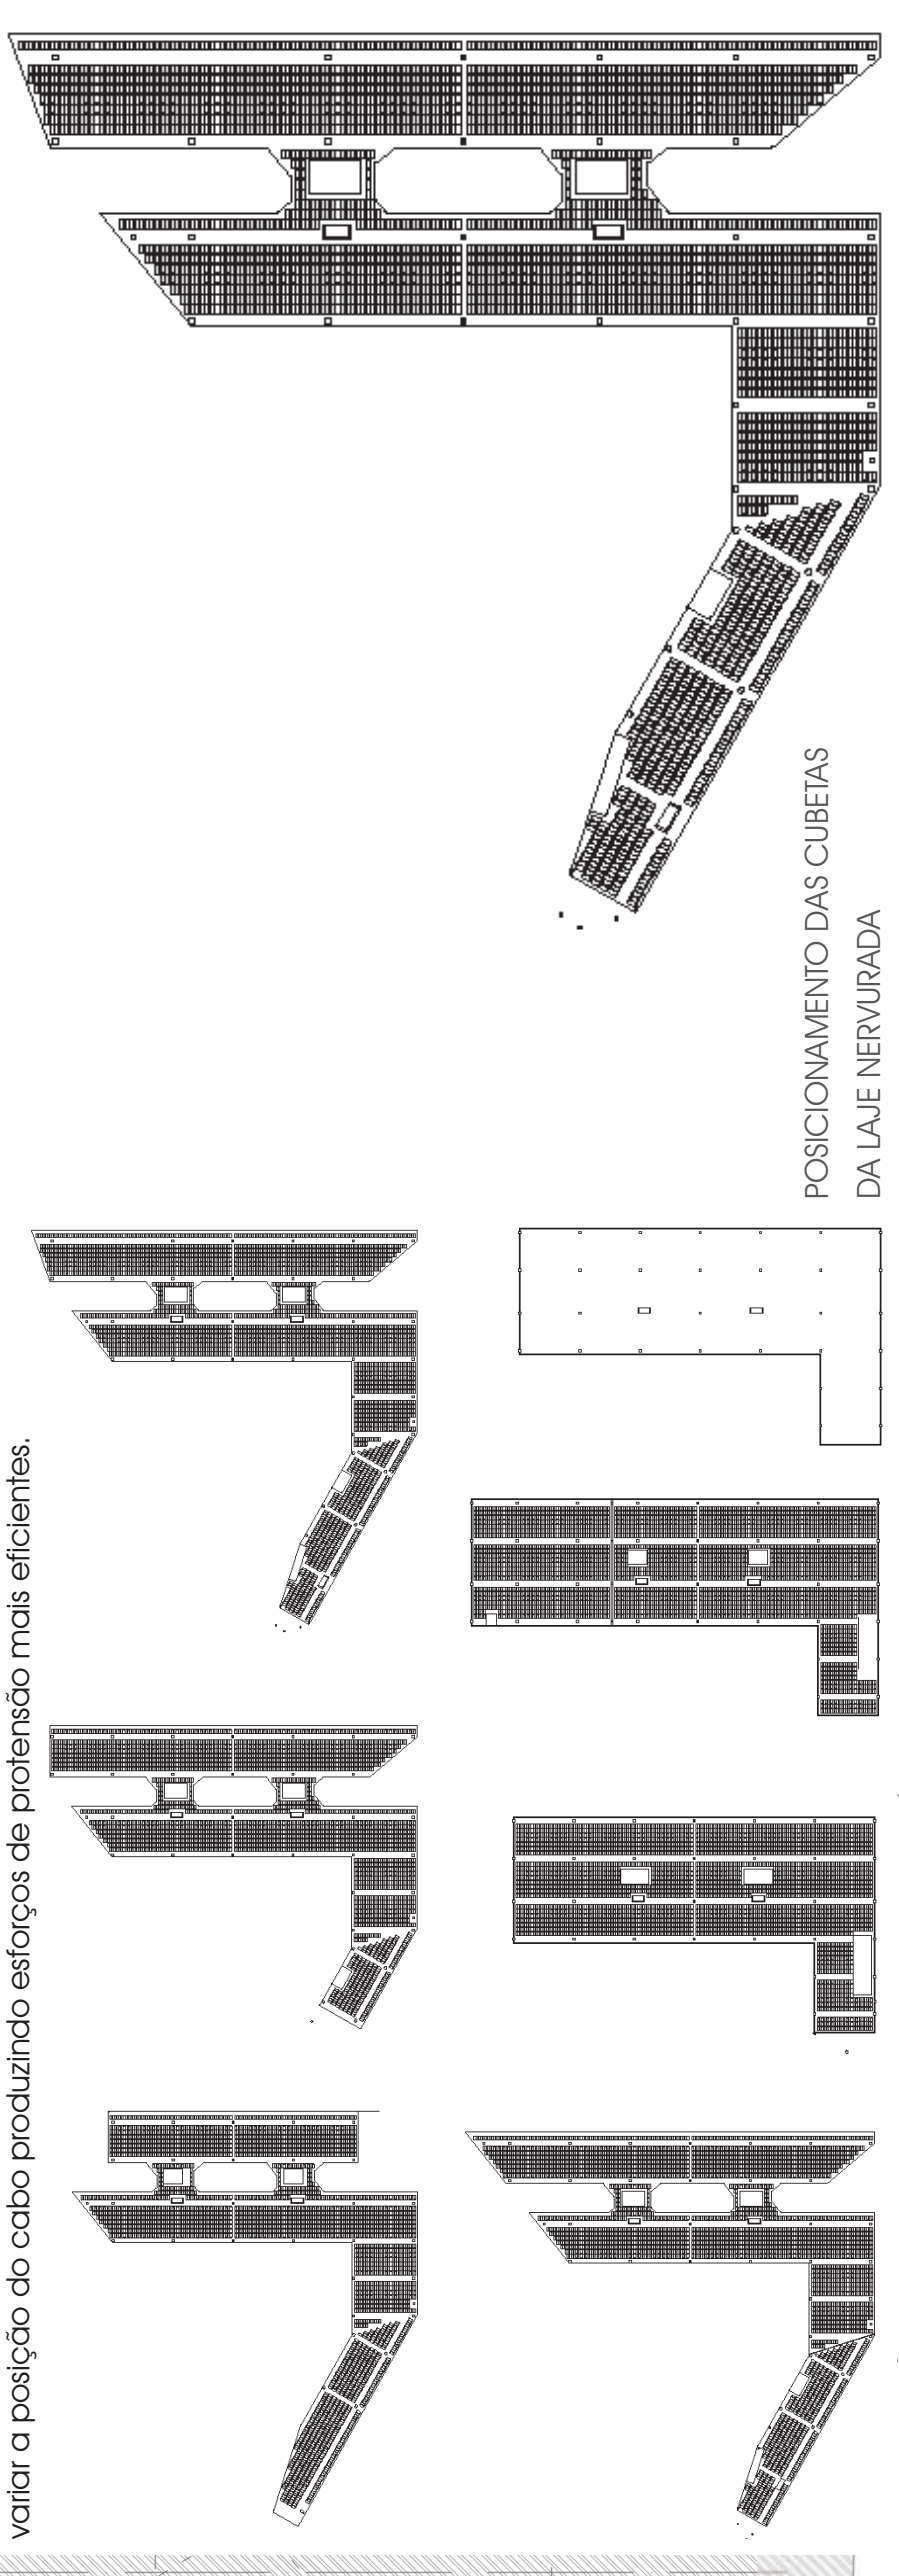 variar a posição do cabo produzindo esforços de protensão mais eficientes.
POSICIONAMENTO DAS CUBETAS
DA LAJE NERVURADA